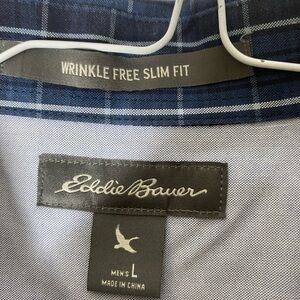 WRINKLE FREE SLIM FIT
Eddie Bauer
MEN'S L
MADE IN CHINA